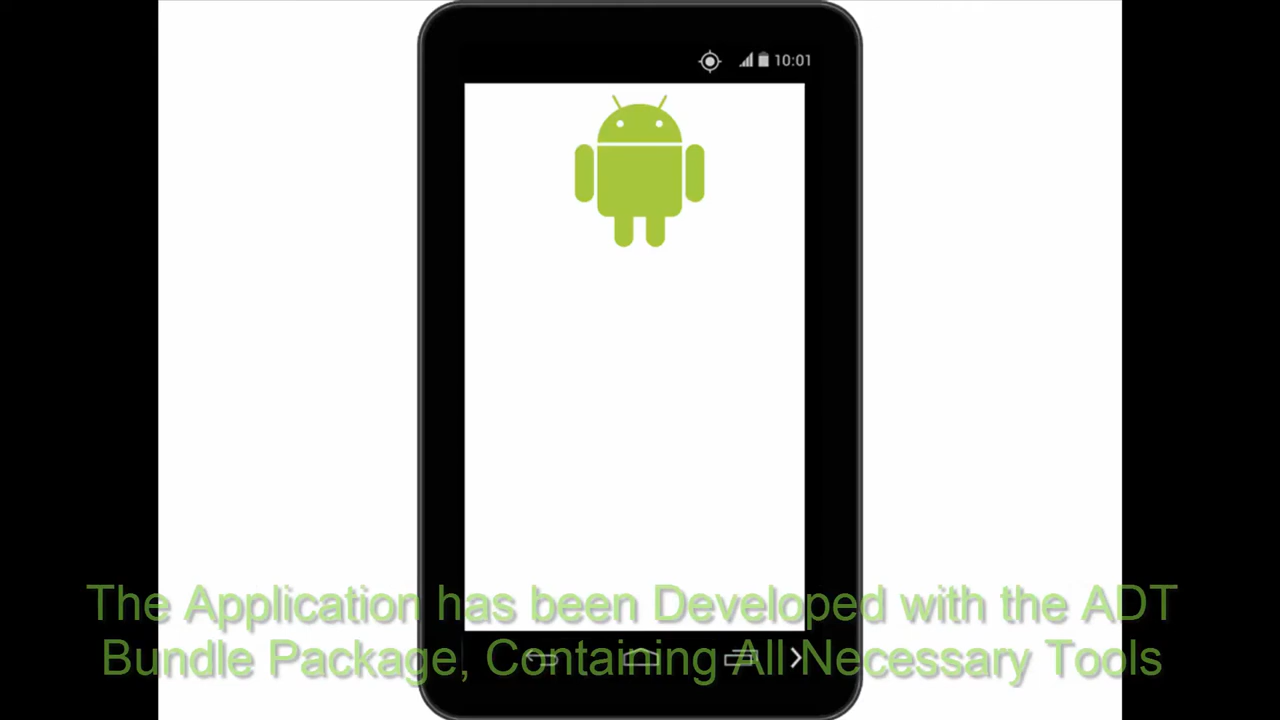 10:01
The Application has been Developed with the ADT
Bundle Package, Containing All Necessary Tools